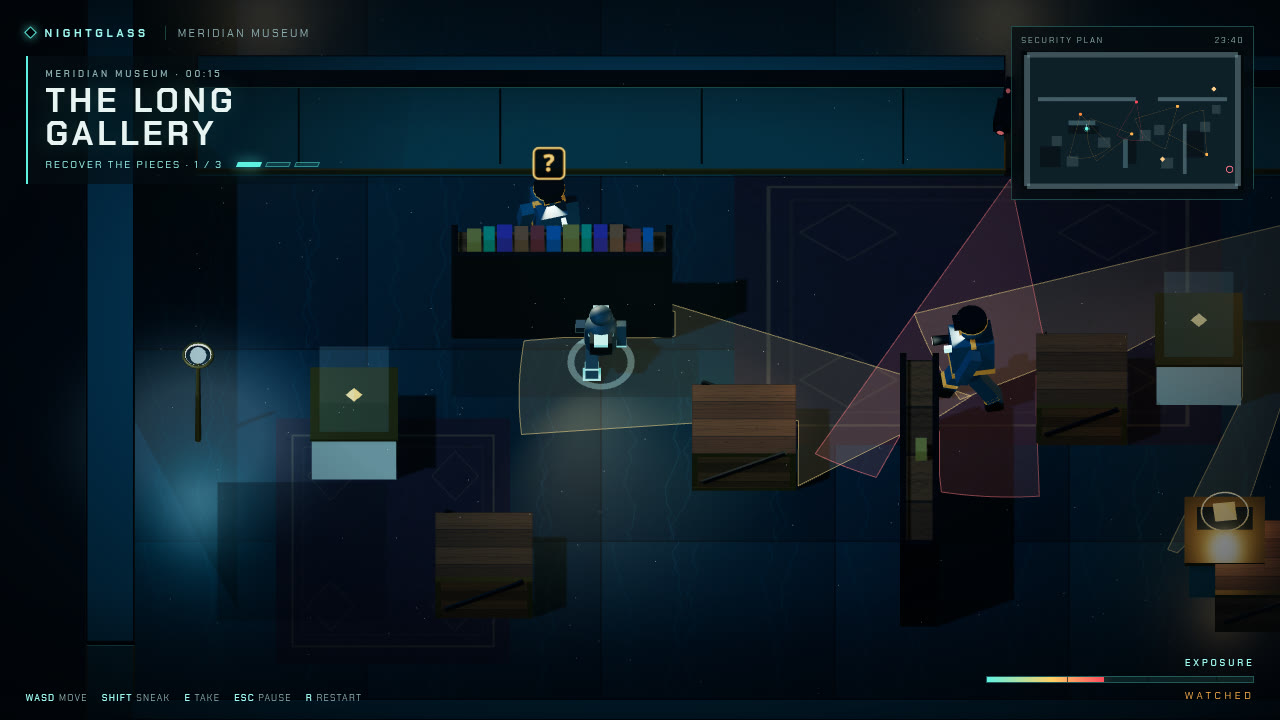 NIGHTGLASS MERIDIAN MUSEUM
SECURITY PLAN 23:40
MERIDIAN MUSEUM · 00:15
THE LONG
GALLERY
RECOVER THE PIECES · 1 / 3
?
EXPOSURE
WATCHED
WASD MOVE SHIFT SNEAK E TAKE ESC PAUSE R RESTART